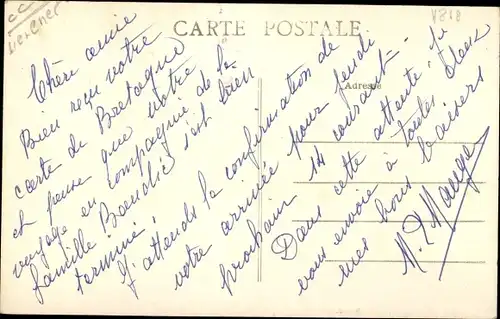 CARTE POSTALE
Adresse
Chère amie
Bien reçu votre
carte de Bretagne
et pense que votre
voyage en compagnie de la
famille s'est bien
terminé.
J'attends la confirmation de
votre arrivée pour jeudi
prochain 14 courant.
Dans cette attente je
vous envoie à toutes deux
mes bons baisers